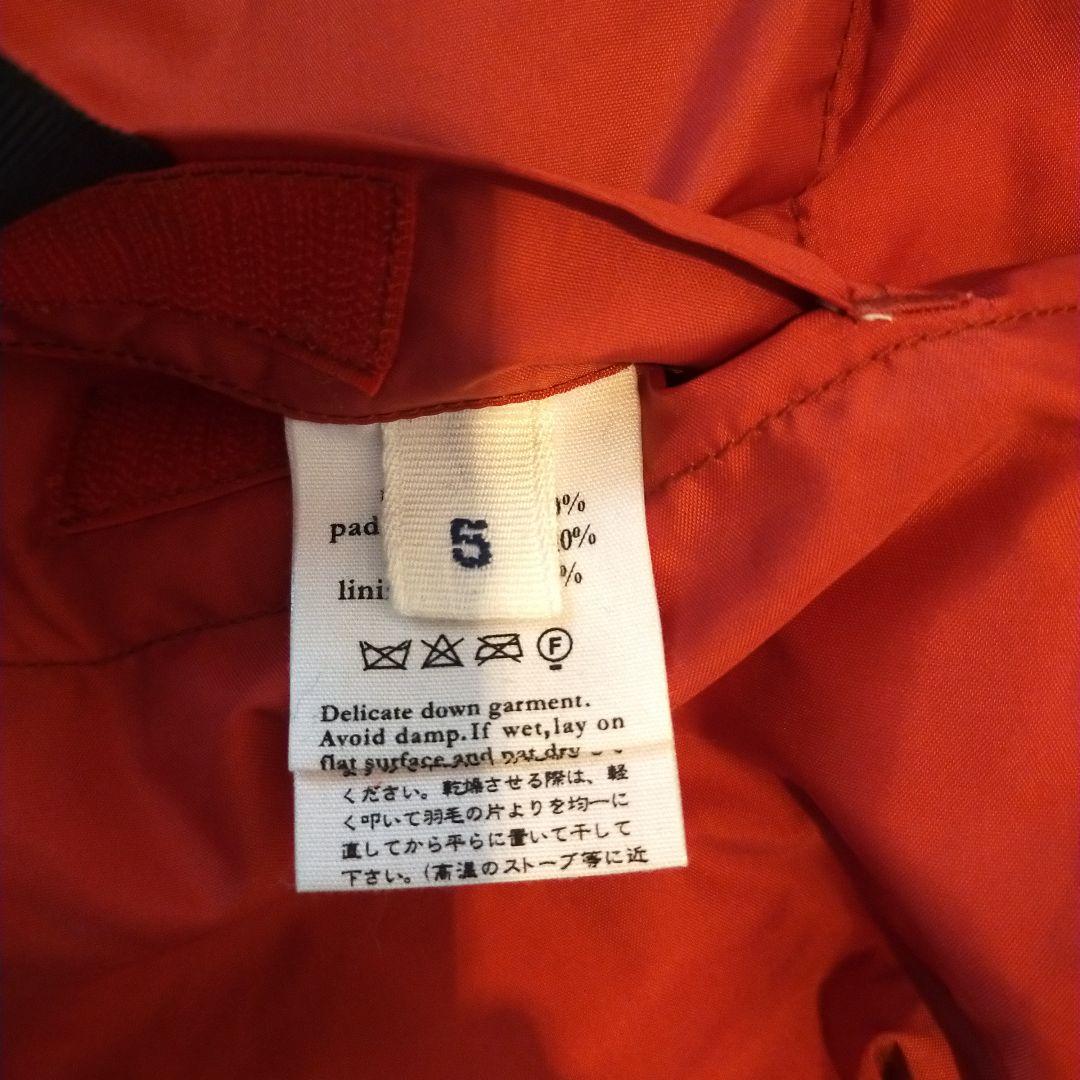 5
pad
lini
0%
%
F
Delicate down garment.
Avoid damp.If wet,lay on
flat surface and pat dry
ください。乾燥させる際は、軽
く叩いて羽毛の片よりを均一に
直してから平らに置いて干して
下さい。(高温のストーブ等に近